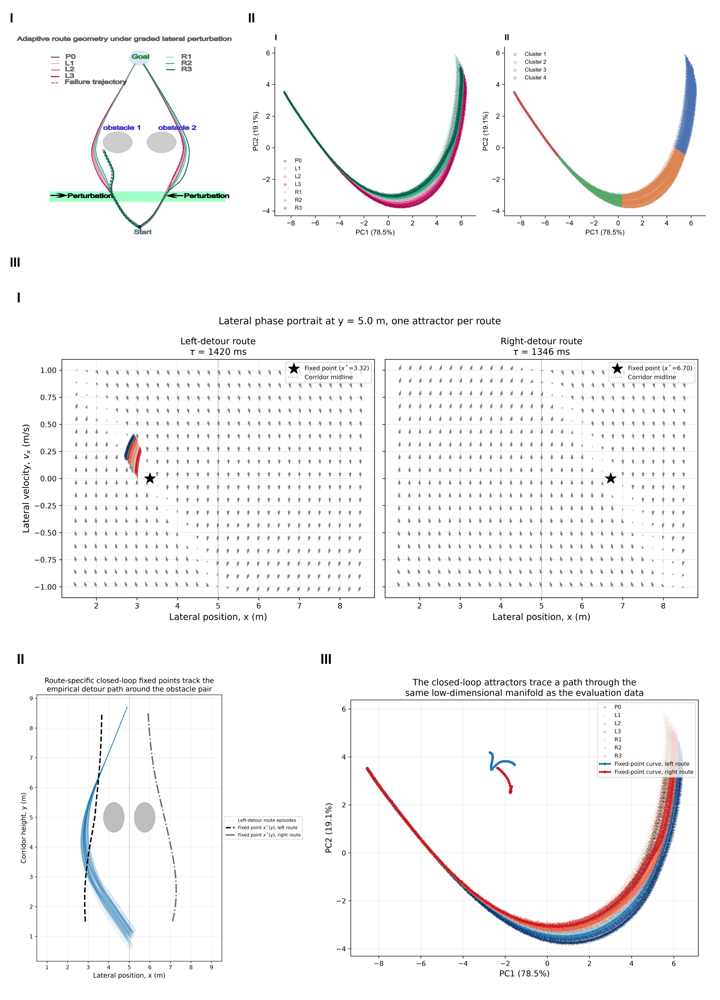 I
Adaptive route geometry under graded lateral perturbation
P0
L1
L2
L3
Failure trajectory
Goal
R1
R2
R3
obstacle 1
obstacle 2
Perturbation
Perturbation
Start
II
I
6
4
2
0
−2
−4
PC2 (19.1%)
P0
L1
L2
L3
R1
R2
R3
−8 −6 −4 −2 0 2 4 6
PC1 (78.5%)
II
6
4
2
0
−2
−4
PC2 (19.1%)
Cluster 1
Cluster 2
Cluster 3
Cluster 4
−8 −6 −4 −2 0 2 4 6
PC1 (78.5%)
III
I
Lateral phase portrait at y = 5.0 m, one attractor per route
Left-detour route
τ = 1420 ms
Fixed point (x*=3.32)
Corridor midline
1.00
0.75
0.50
0.25
0.00
−0.25
−0.50
−0.75
−1.00
Lateral velocity, vx (m/s)
2 3 4 5 6 7 8
Lateral position, x (m)
Right-detour route
τ = 1346 ms
Fixed point (x*=6.70)
Corridor midline
2 3 4 5 6 7 8
Lateral position, x (m)
II
Route-specific closed-loop fixed points track the
empirical detour path around the obstacle pair
9
8
7
6
5
4
3
2
1
Corridor height, y (m)
1 2 3 4 5 6 7 8 9
Lateral position, x (m)
Left-detour route episodes
Fixed point x*(y), left route
Fixed point x*(y), right route
III
The closed-loop attractors trace a path through the
same low-dimensional manifold as the evaluation data
6
4
2
0
−2
−4
PC2 (19.1%)
P0
L1
L2
L3
R1
R2
R3
Fixed-point curve, left route
Fixed-point curve, right route
−8 −6 −4 −2 0 2 4 6
PC1 (78.5%)